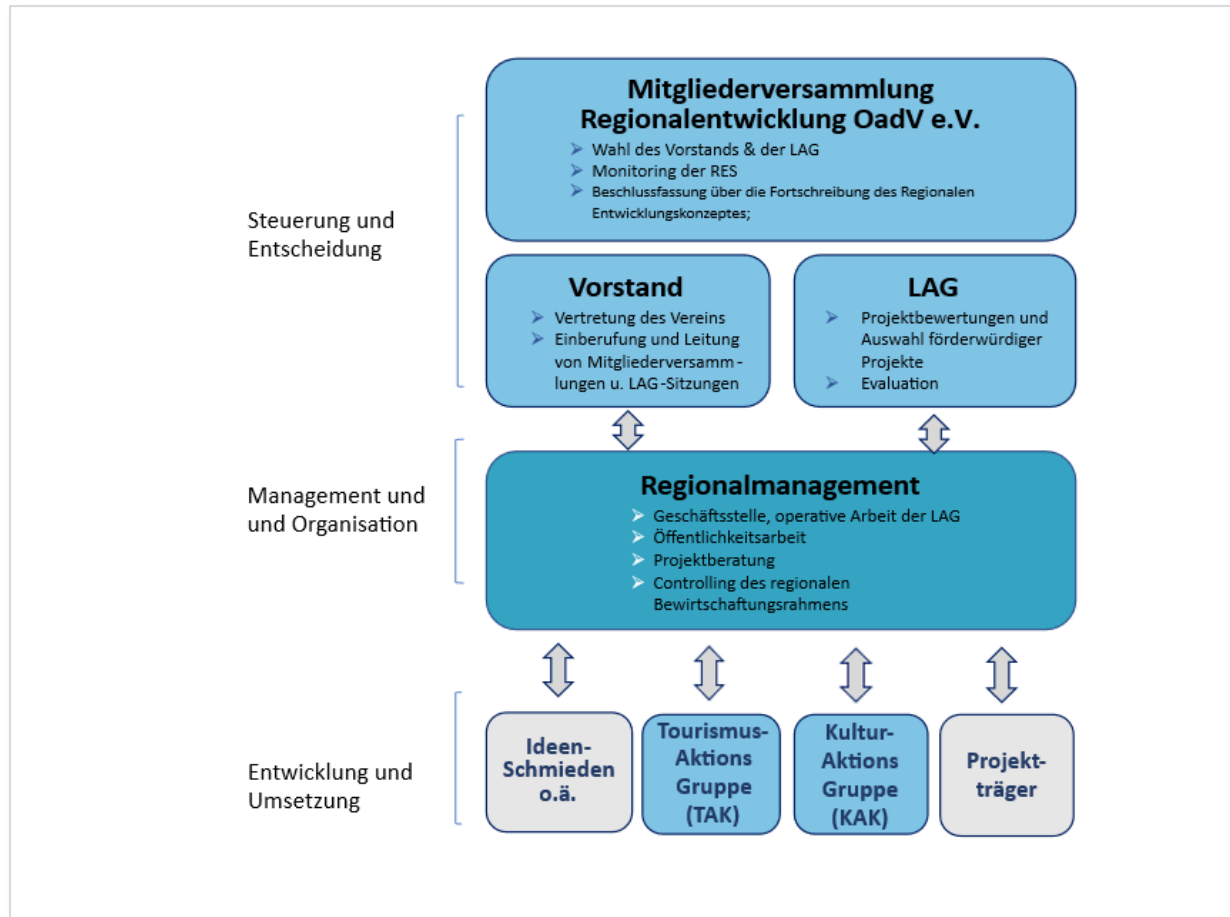 Mitgliederversammlung
Regionalentwicklung OadV e.V.
Wahl des Vorstands & der LAG
Monitoring der RES
Beschlussfassung über die Fortschreibung des Regionalen
Entwicklungskonzeptes;
Steuerung und
Entscheidung
Vorstand
Vertretung des Vereins
Einberufung und Leitung
von Mitgliederversamm-
lungen u. LAG-Sitzungen
LAG
Projektbewertungen und
Auswahl förderwürdiger
Projekte
Evaluation
Management und
und Organisation
Regionalmanagement
Geschäftsstelle, operative Arbeit der LAG
Öffentlichkeitsarbeit
Projektberatung
Controlling des regionalen
Bewirtschaftungsrahmens
Entwicklung und
Umsetzung
Ideen-
Schmieden
o.ä.
Tourismus-
Aktions
Gruppe
(TAK)
Kultur-
Aktions
Gruppe
(KAK)
Projekt-
träger